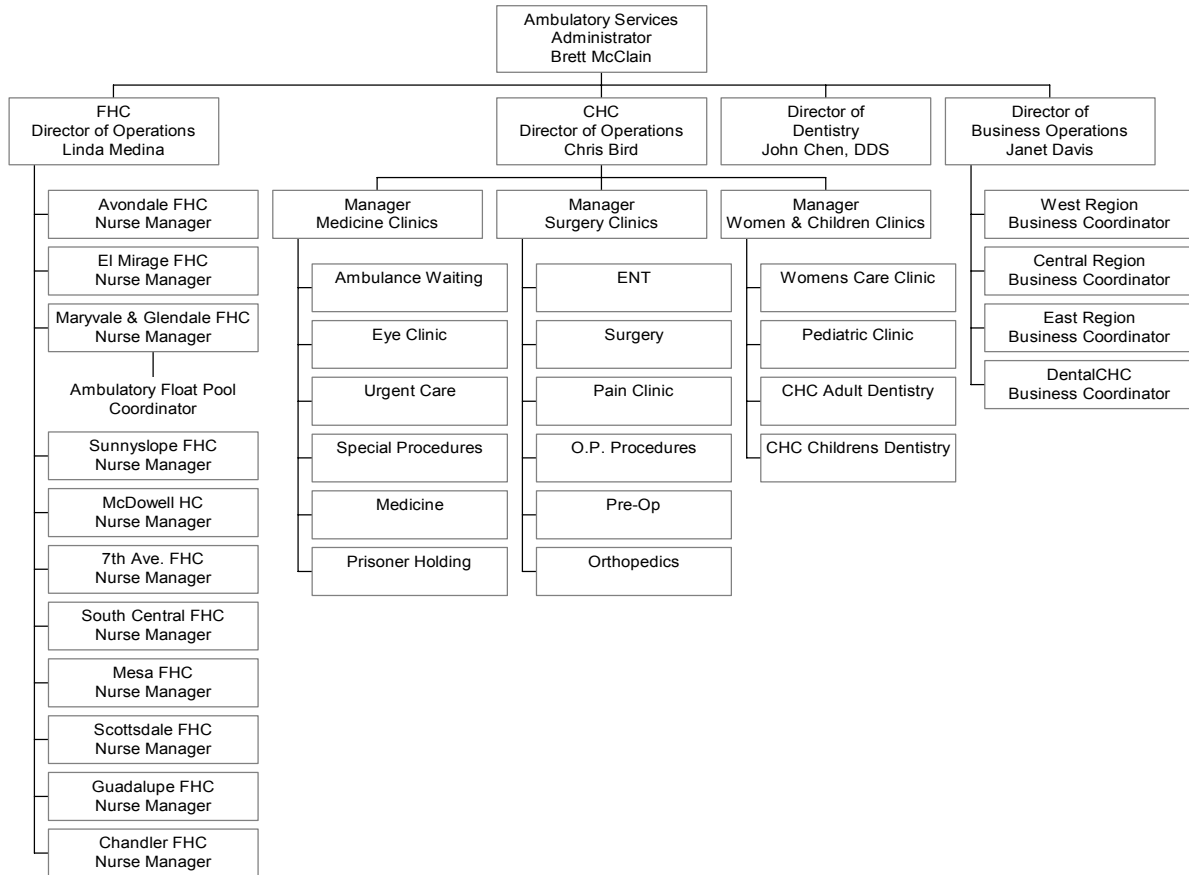 Ambulatory Services
Administrator
Brett McClain
FHC
Director of Operations
Linda Medina
CHC
Director of Operations
Chris Bird
Director of
Dentistry
John Chen, DDS
Director of
Business Operations
Janet Davis
Avondale FHC
Nurse Manager
El Mirage FHC
Nurse Manager
Maryvale & Glendale FHC
Nurse Manager
Ambulatory Float Pool
Coordinator
Sunnyslope FHC
Nurse Manager
McDowell HC
Nurse Manager
7th Ave. FHC
Nurse Manager
South Central FHC
Nurse Manager
Mesa FHC
Nurse Manager
Scottsdale FHC
Nurse Manager
Guadalupe FHC
Nurse Manager
Chandler FHC
Nurse Manager
Manager
Medicine Clinics
Ambulance Waiting
Eye Clinic
Urgent Care
Special Procedures
Medicine
Prisoner Holding
Manager
Surgery Clinics
ENT
Surgery
Pain Clinic
O.P. Procedures
Pre-Op
Orthopedics
Manager
Women & Children Clinics
Womens Care Clinic
Pediatric Clinic
CHC Adult Dentistry
CHC Childrens Dentistry
West Region
Business Coordinator
Central Region
Business Coordinator
East Region
Business Coordinator
DentalCHC
Business Coordinator